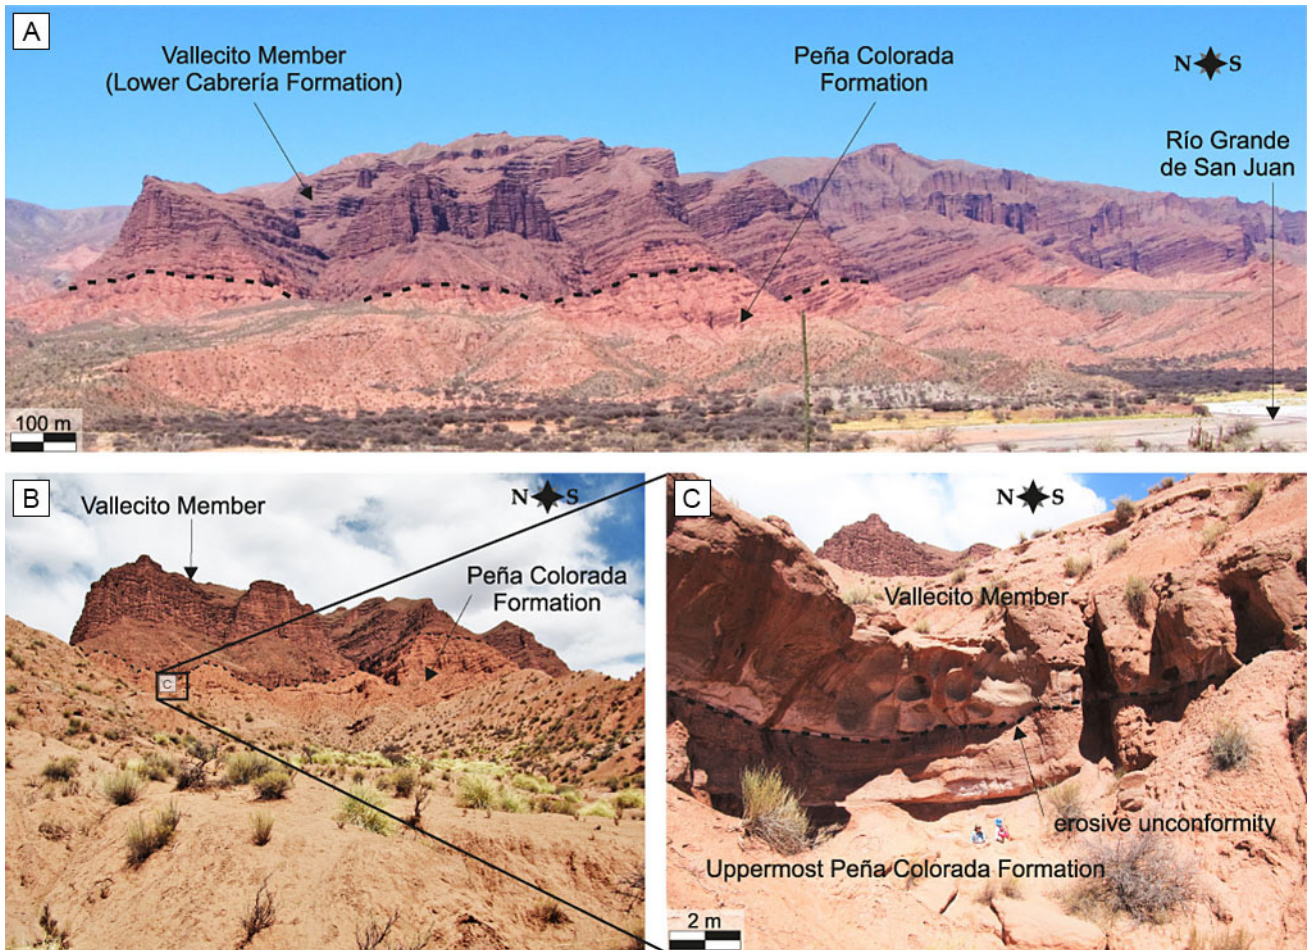 A
Vallecito Member
(Lower Cabrería Formation)
Peña Colorada
Formation
N S
Río Grande
de San Juan
100 m
B
Vallecito Member
N S
Peña Colorada
Formation
C
C
N S
Vallecito Member
erosive unconformity
Uppermost Peña Colorada Formation
2 m